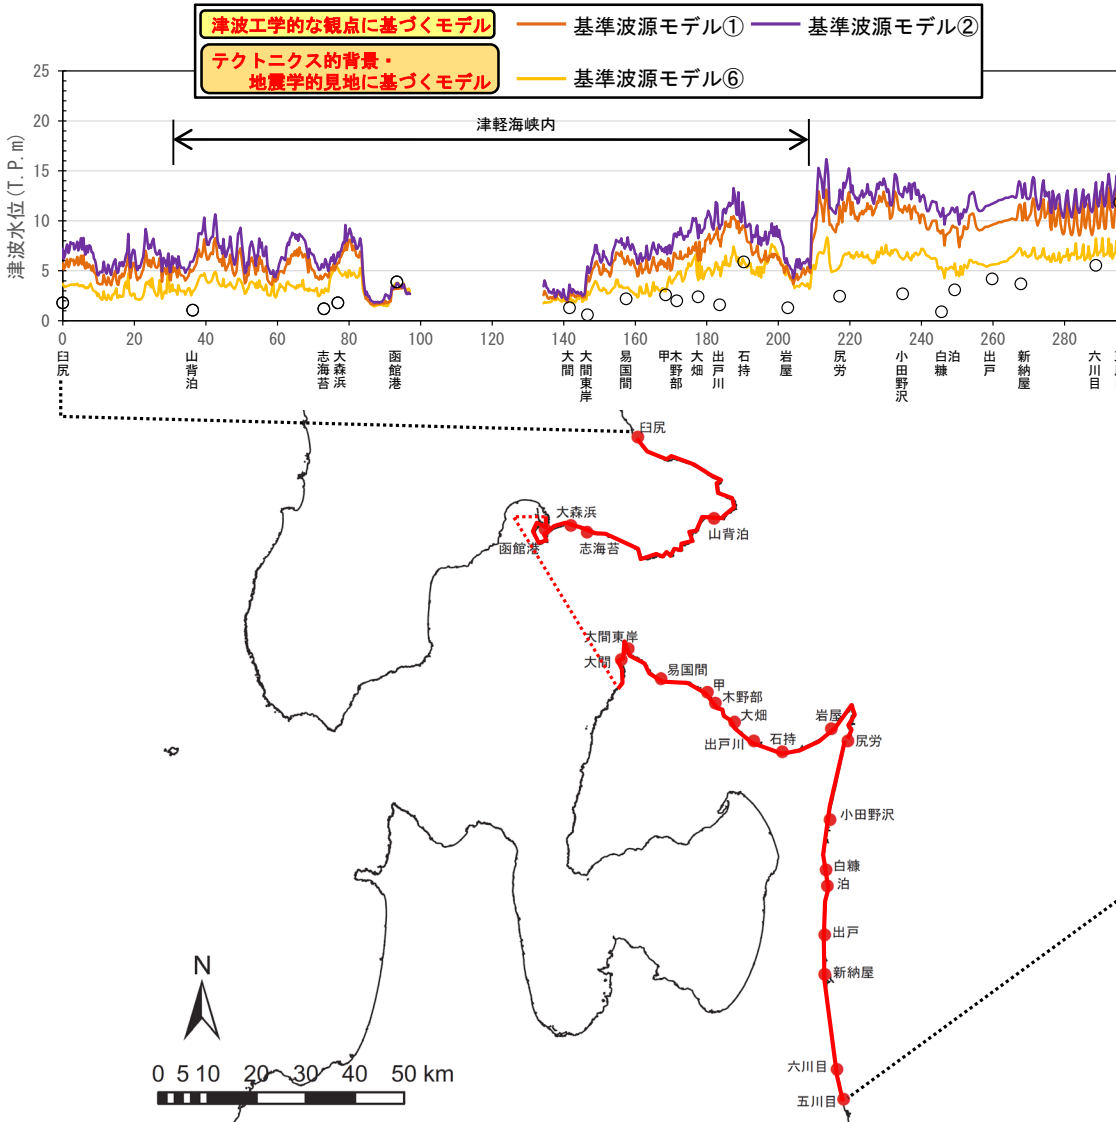 津波工学的な観点に基づくモデル
基準波源モデル①
基準波源モデル②
テクトニクス的背景・
地震学的見地に基づくモデル
基準波源モデル⑥
津軽海峡内
津波水位(T.P.m)
25
20
15
10
5
0
0 20 40 60 80 100 120 140 160 180 200 220 240 260 280
臼尻
山背泊
志海苔
大森浜
函館港
大間
大間東岸
易国間
甲
木野部
大畑
出戸川
石持
岩屋
尻労
小田野沢
白糠
泊
出戸
新納屋
六川目
臼尻
大森浜
函館港
志海苔
山背泊
大間東岸
大間
易国間
甲
木野部
大畑
出戸川
石持
岩屋
尻労
小田野沢
白糠
泊
出戸
新納屋
六川目
五川目
N
0 5 10 20 30 40 50 km